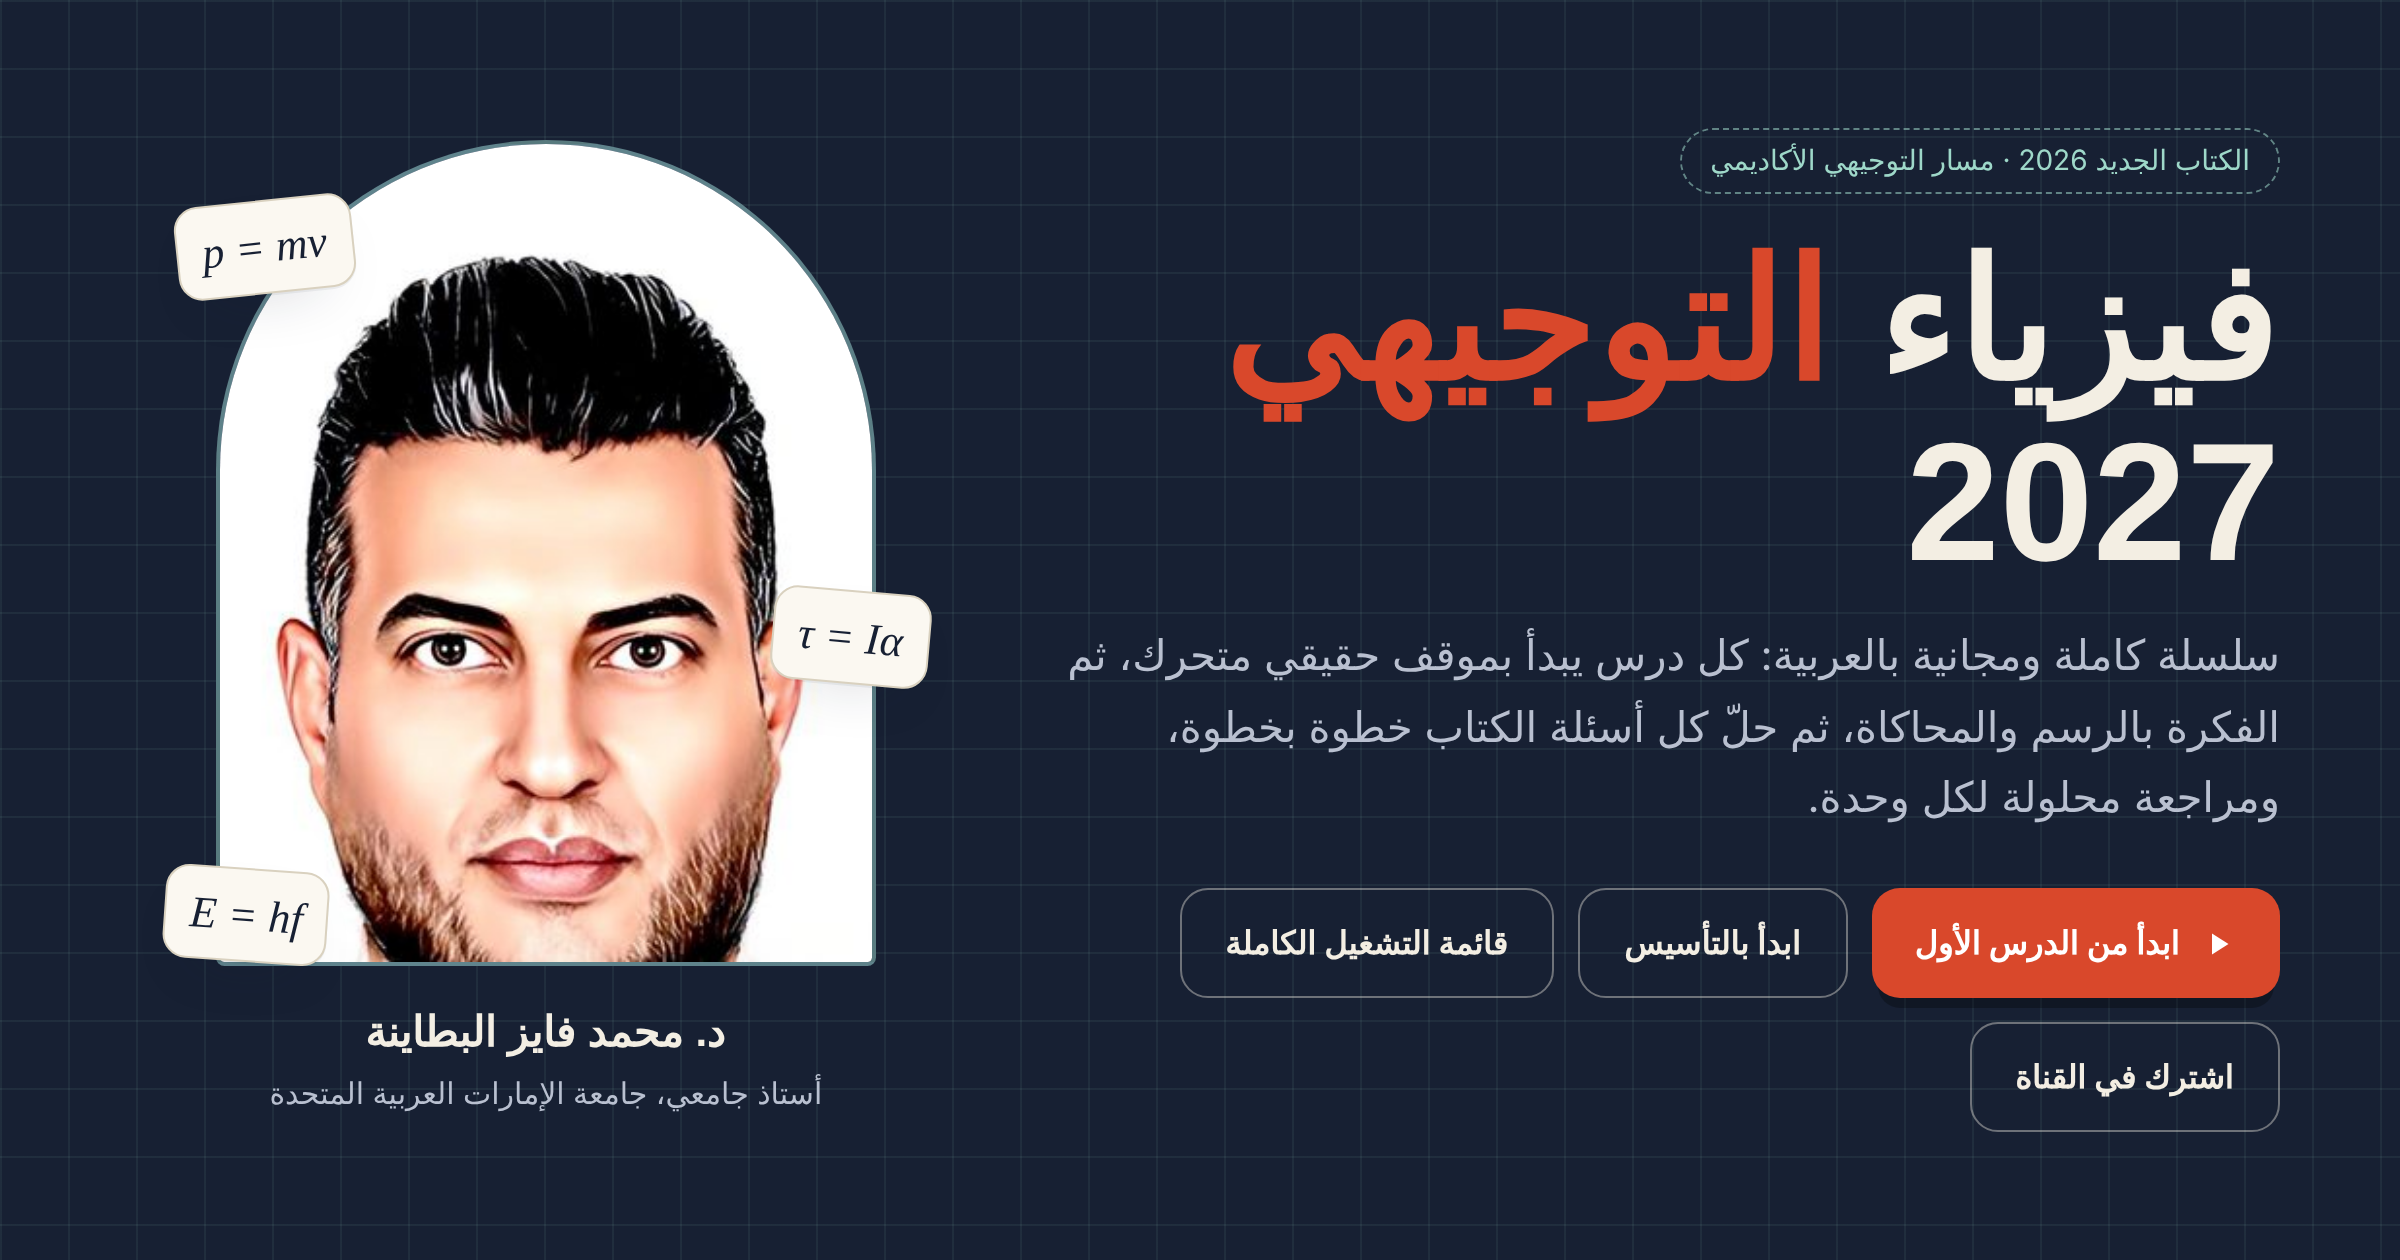 الكتاب الجديد 2026 · مسار التوجيهي الأكاديمي
فيزياء التوجيهي
2027
سلسلة كاملة ومجانية بالعربية: كل درس يبدأ بموقف حقيقي متحرك، ثم
الفكرة بالرسم والمحاكاة، ثم حلّ كل أسئلة الكتاب خطوة بخطوة،
ومراجعة محلولة لكل وحدة.
ابدأ من الدرس الأول
ابدأ بالتأسيس
قائمة التشغيل الكاملة
اشترك في القناة
p = mv
τ = Iα
E = hf
د. محمد فايز البطاينة
أستاذ جامعي، جامعة الإمارات العربية المتحدة